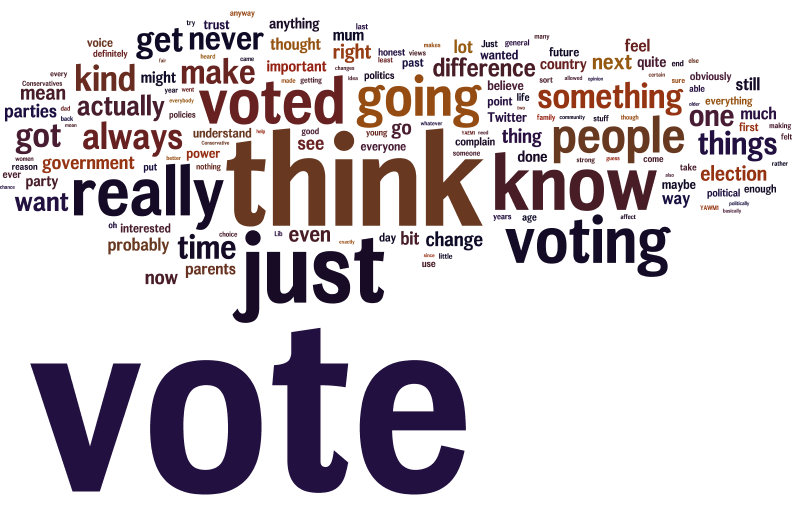 anyway
try trust anything last
mum many
voice get never thought right honest makes lot Just general future feel
definitely least views wanted
fair heard came past difference country next quite end else
every kind might make important changes idea politics sort allowed opinion certain sure obviously still
Conservatives year went made getting believe able
mean actually voted going point life something older everything
parties dad policies everybody Twitter two family community stuff though one much
war back mean young go whatever YAWMI need first making
got always understand help good see everyone complain thing people things felt
Conservative
women better power think someone done strong guess come rather
reason government nothing know take election
ever put also
chance party maybe political enough
want really years age affect way YAWMI politically
basically
oh interested choice Lib even day bit change voting
probably time exactly
parents just since little
now use
vote